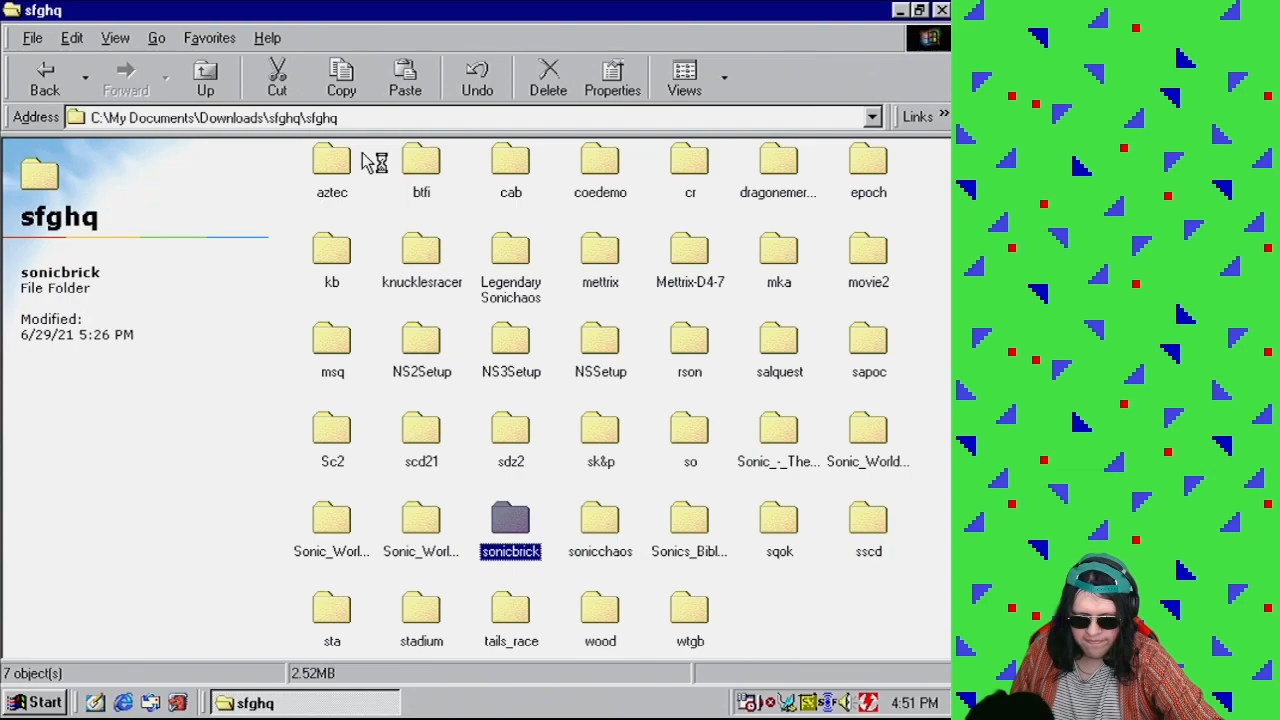 sfghq
File Edit View Go Favorites Help
Back Forward Up Cut Copy Paste Undo Delete Properties Views
Address C:\My Documents\Downloads\sfghq\sfghq Links »
sfghq
sonicbrick
File Folder
Modified:
6/29/21 5:26 PM
aztec btfi cab coedemo cr dragonemer... epoch
kb knucklesracer Legendary Sonichaos mettrix Mettrix-D4-7 mka movie2
msq NS2Setup NS3Setup NSSetup rson salquest sapoc
Sc2 scd21 sdz2 sk&p so Sonic_-_The... Sonic_World...
Sonic_Worl... Sonic_Worl... sonicbrick sonicchaos Sonics_Bibl... sqok sscd
sta stadium tails_race wood wtgb
7 object(s) 2.52MB
Start sfghq 4:51 PM